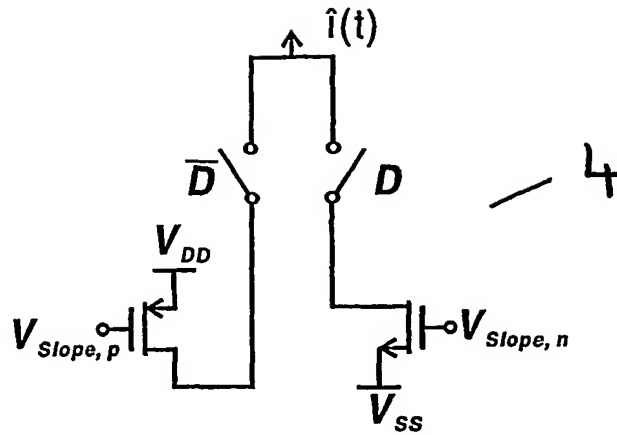 î(t)
D̅
D
4
V_DD
V_Slope, p
V_Slope, n
V_SS